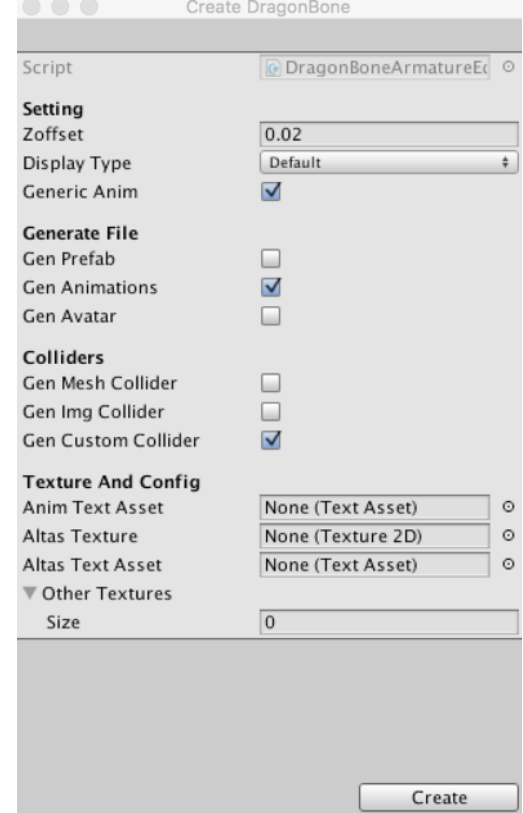 Create DragonBone
Script DragonBoneArmatureEc
Setting
Zoffset 0.02
Display Type Default
Generic Anim
Generate File
Gen Prefab
Gen Animations
Gen Avatar
Colliders
Gen Mesh Collider
Gen Img Collider
Gen Custom Collider
Texture And Config
Anim Text Asset None (Text Asset)
Altas Texture None (Texture 2D)
Altas Text Asset None (Text Asset)
Other Textures
Size 0
Create